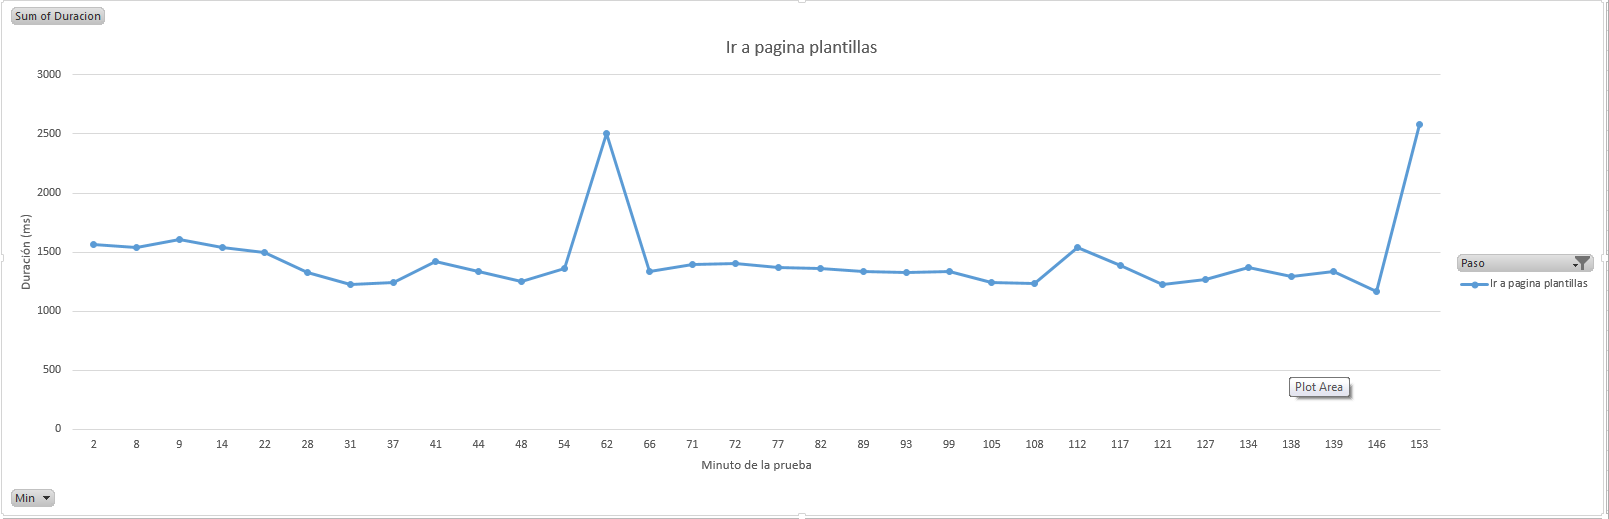 Sum of Duracion
Ir a pagina plantillas
3000
2500
2000
1500
1000
500
0
Duración (ms)
2 8 9 14 22 28 31 37 41 44 48 54 62 66 71 72 77 82 89 93 99 105 108 112 117 121 127 134 138 139 146 153
Minuto de la prueba
Paso
Ir a pagina plantillas
Plot Area
Min